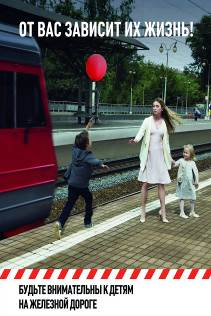 ОТ ВАС ЗАВИСИТ ИХ ЖИЗНЬ!
БУДЬТЕ ВНИМАТЕЛЬНЫ К ДЕТЯМ
НА ЖЕЛЕЗНОЙ ДОРОГЕ